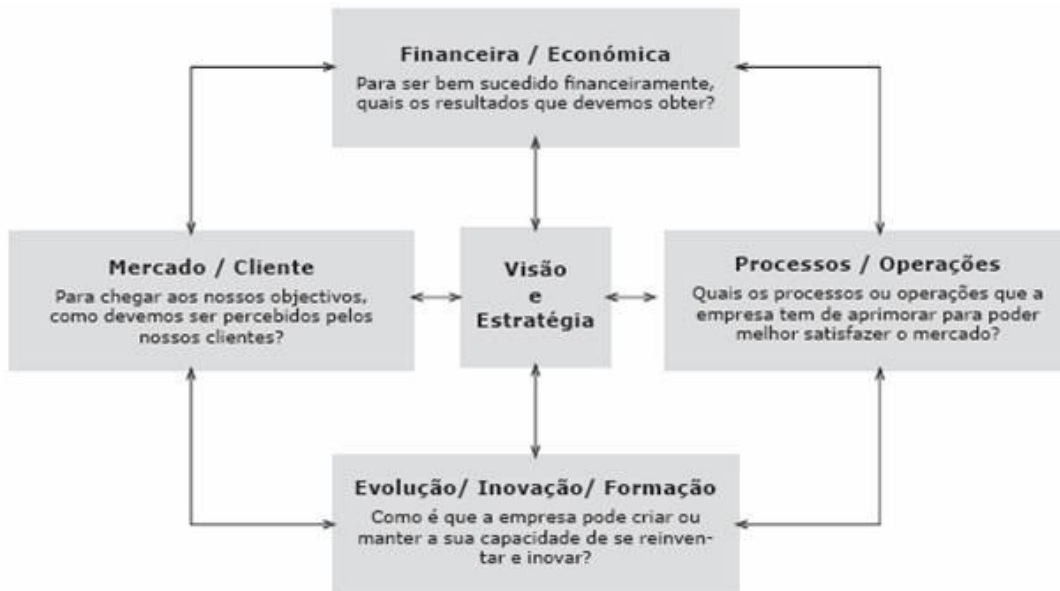 Financeira / Económica
Para ser bem sucedido financeiramente,
quais os resultados que devemos obter?
Mercado / Cliente
Para chegar aos nossos objectivos,
como devemos ser percebidos pelos
nossos clientes?
Visão
e
Estratégia
Processos / Operações
Quais os processos ou operações que a
empresa tem de aprimorar para poder
melhor satisfazer o mercado?
Evolução/ Inovação/ Formação
Como é que a empresa pode criar ou
manter a sua capacidade de se reinven-
tar e inovar?